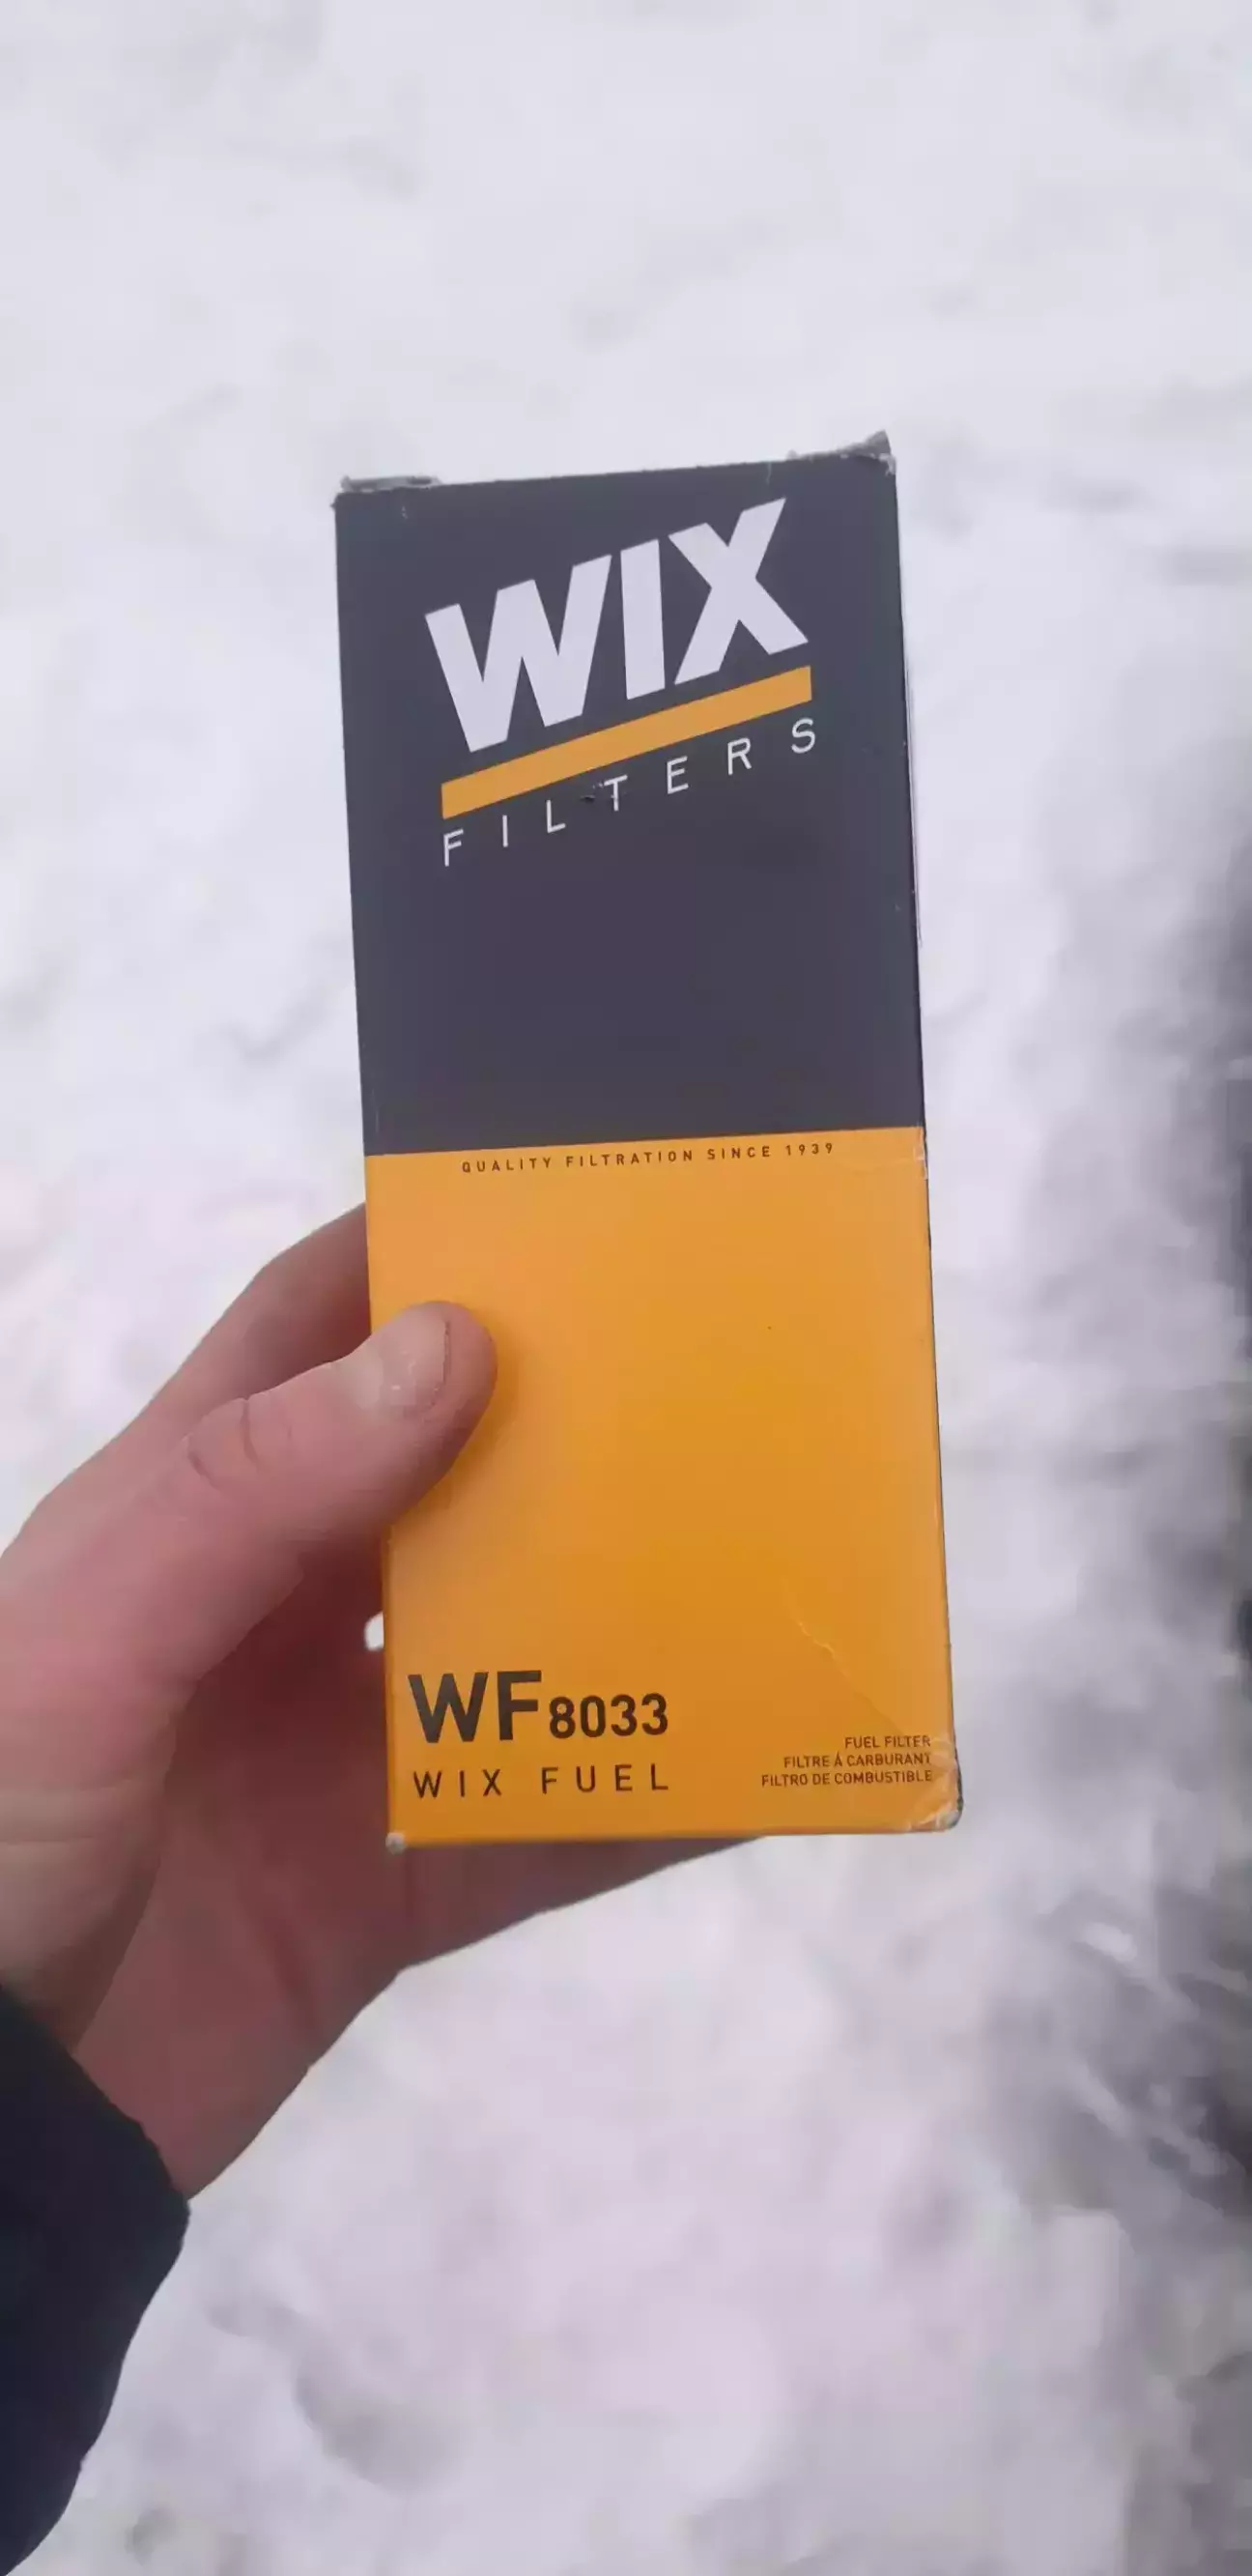 WIX
FILTERS
QUALITY FILTRATION SINCE 1939
WF8033
WIX FUEL
FUEL FILTER
FILTRE À CARBURANT
FILTRO DE COMBUSTIBLE